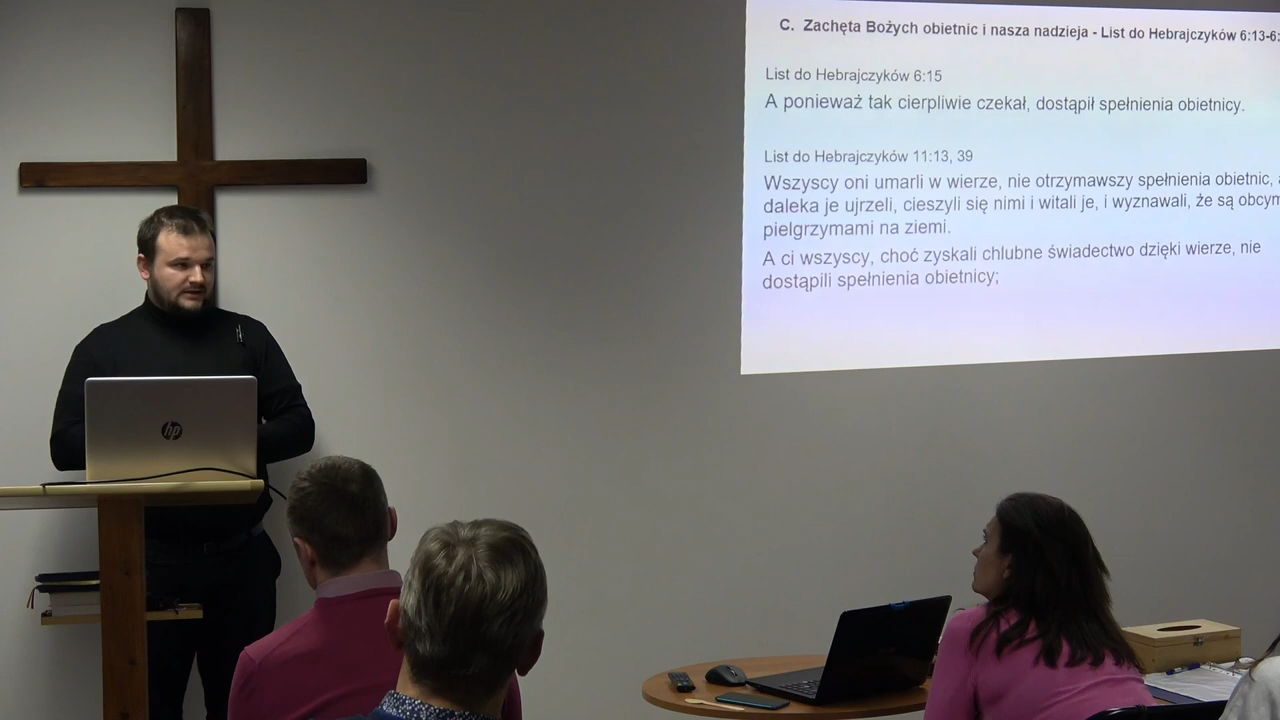 C. Zachęta Bożych obietnic i nasza nadzieja - List do Hebrajczyków 6:13-6:
List do Hebrajczyków 6:15
A ponieważ tak cierpliwie czekał, dostąpił spełnienia obietnicy.
List do Hebrajczyków 11:13, 39
Wszyscy oni umarli w wierze, nie otrzymawszy spełnienia obietnic,
daleka je ujrzeli, cieszyli się nimi i witali je, i wyznawali, że są obcym
pielgrzymami na ziemi.
A ci wszyscy, choć zyskali chlubne świadectwo dzięki wierze, nie
dostąpili spełnienia obietnicy;
hp